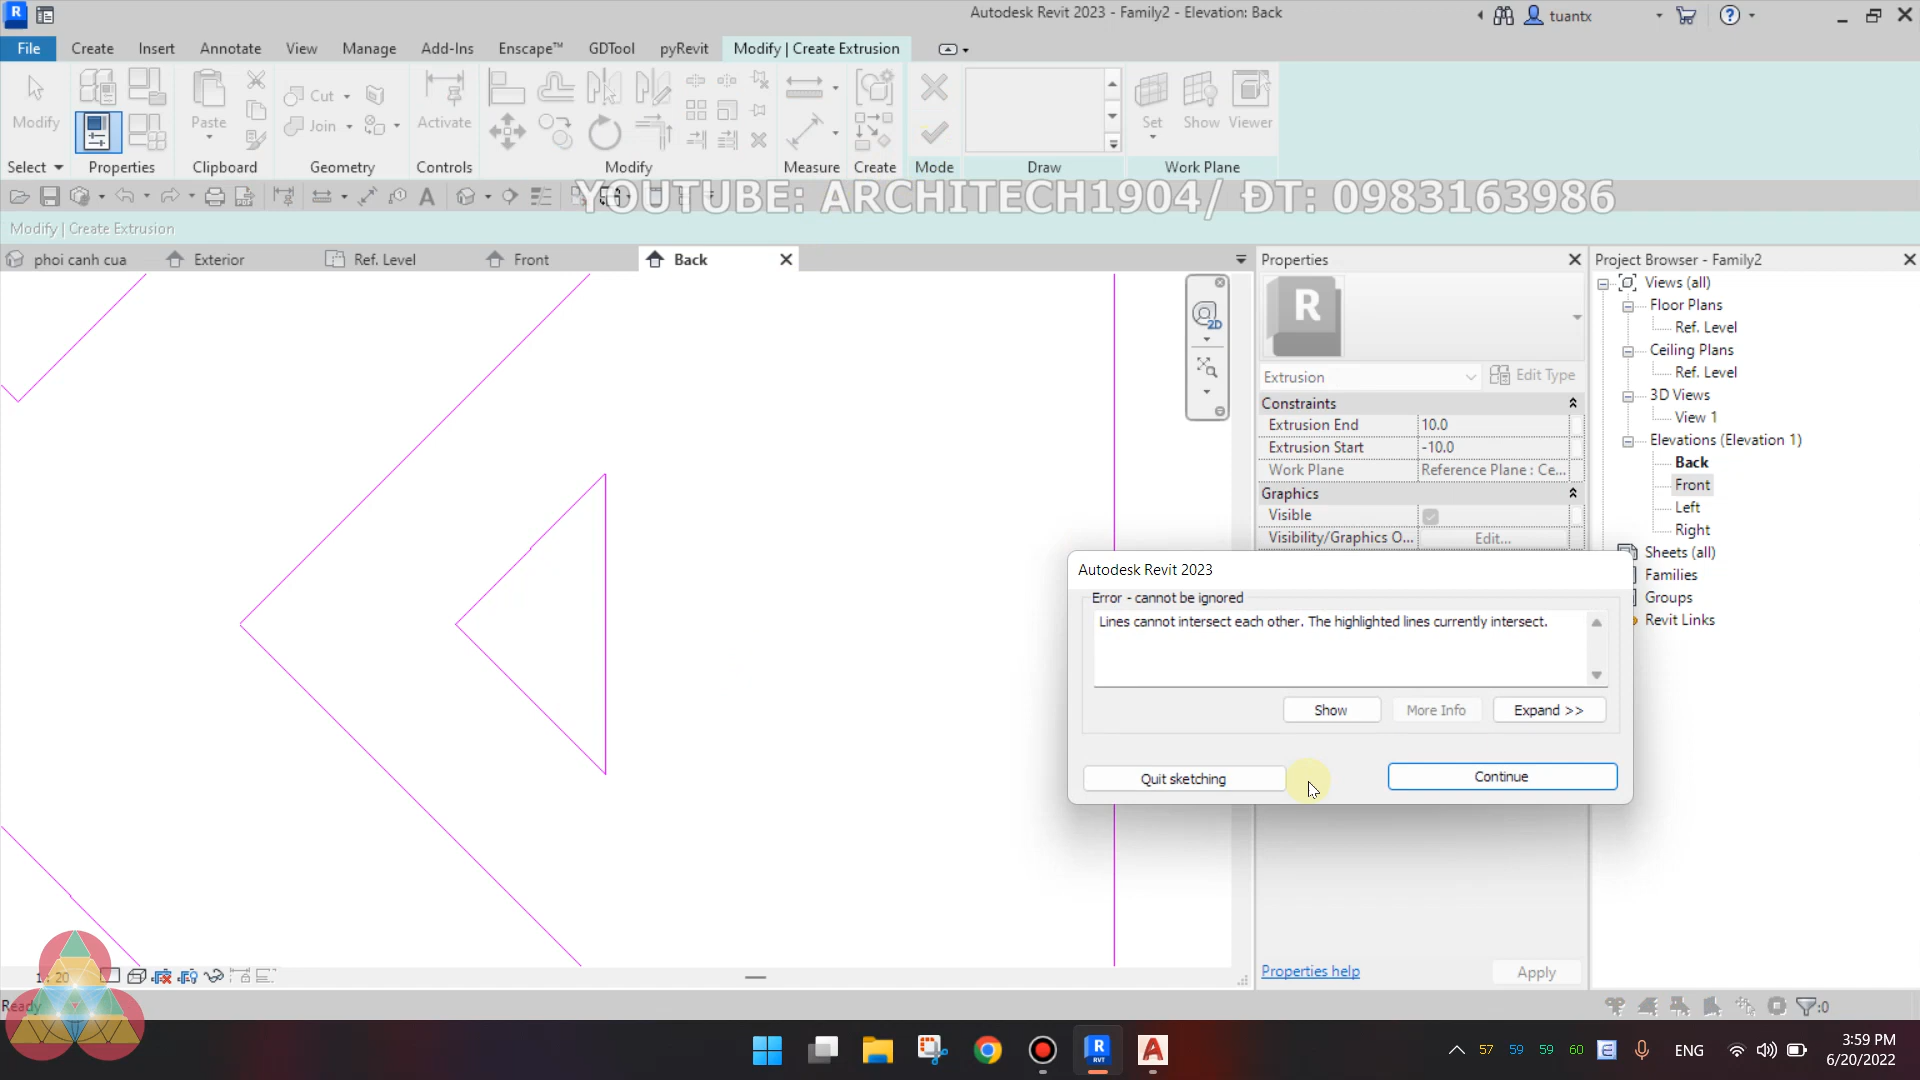 Autodesk Revit 2023 - Family2 - Elevation: Back
tuantx
File Create Insert Annotate View Manage Add-Ins Enscape™ GDTool pyRevit Modify | Create Extrusion
Modify
Paste
Cut
Join
Activate
Set Show Viewer
Select Properties Clipboard Geometry Controls Modify Measure Create Mode Draw Work Plane
YOUTUBE: ARCHITECH1904/ ĐT: 0983163986
Modify | Create Extrusion
phoi canh cua Exterior Ref. Level Front Back
2D
Properties
R
Extrusion
Edit Type
Constraints
Extrusion End 10.0
Extrusion Start -10.0
Work Plane Reference Plane : Ce...
Graphics
Visible
Visibility/Graphics O... Edit...
Properties help
Apply
Project Browser - Family2
Views (all)
Floor Plans
Ref. Level
Ceiling Plans
Ref. Level
3D Views
View 1
Elevations (Elevation 1)
Back
Front
Left
Right
Sheets (all)
Families
Groups
Revit Links
Autodesk Revit 2023
Error - cannot be ignored
Lines cannot intersect each other. The highlighted lines currently intersect.
Show More Info Expand >>
Quit sketching Continue
Ready
:0
57 59 59 60
ENG
3:59 PM
6/20/2022